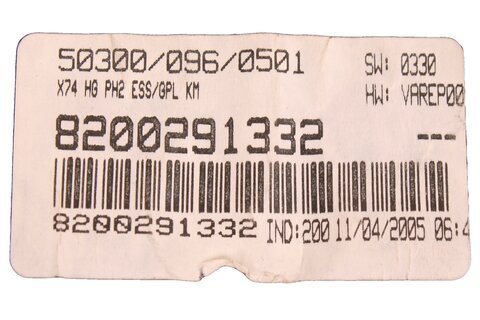 50300/096/0501 SW: 0330
X74 HG PH2 ESS/GPL KM HW: VAREP00
8200291332 ---
8200291332 IND:200 11/04/2005 06:4